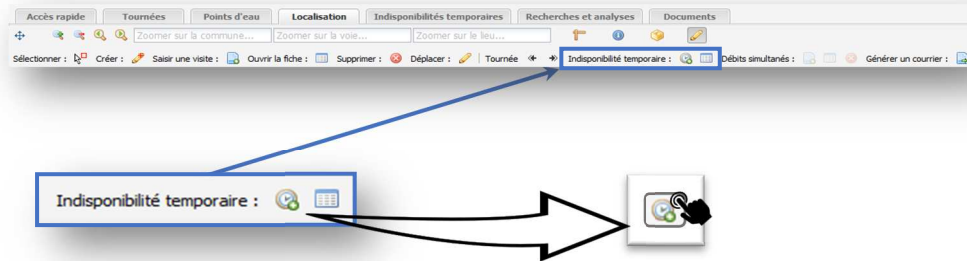 Accès rapide Tournées Points d'eau Localisation Indisponibilités temporaires Recherches et analyses Documents
Zoomer sur la commune... Zoomer sur la voie... Zoomer sur le lieu...
Sélectionner : Créer : Saisir une visite : Ouvrir la fiche : Supprimer : Déplacer : | Tournée Indisponibilité temporaire : Débits simultanés : Générer un courrier :
Indisponibilité temporaire :